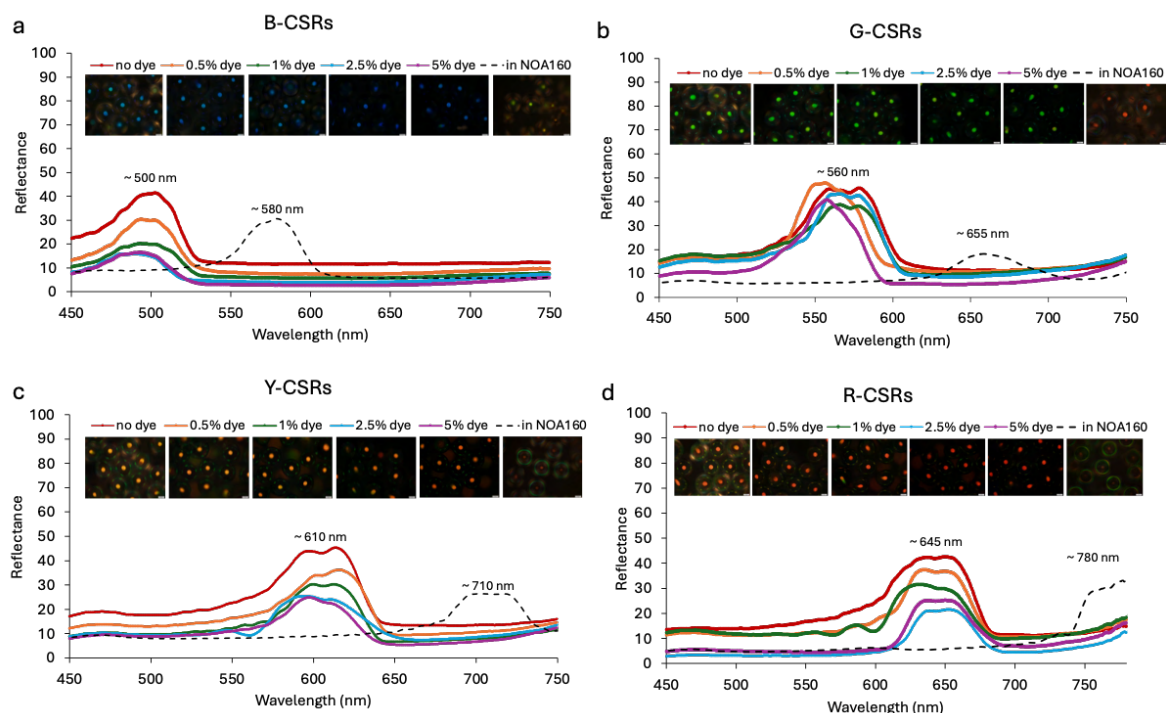 a
B-CSRs
no dye 0.5% dye 1% dye 2.5% dye 5% dye in NOA160
100
90
80
70
60
50
40
30
20
10
0
Reflectance
~ 500 nm
~ 580 nm
450 500 550 600 650 700 750
Wavelength (nm)
b
G-CSRs
no dye 0.5% dye 1% dye 2.5% dye 5% dye in NOA160
100
90
80
70
60
50
40
30
20
10
0
Reflectance
~ 560 nm
~ 655 nm
450 500 550 600 650 700 750
Wavelength (nm)
c
Y-CSRs
no dye 0.5% dye 1% dye 2.5% dye 5% dye in NOA160
100
90
80
70
60
50
40
30
20
10
0
Reflectance
~ 610 nm
~ 710 nm
450 500 550 600 650 700 750
Wavelength (nm)
d
R-CSRs
no dye 0.5% dye 1% dye 2.5% dye 5% dye in NOA160
100
90
80
70
60
50
40
30
20
10
0
Reflectance
~ 645 nm
~ 780 nm
450 500 550 600 650 700 750
Wavelength (nm)